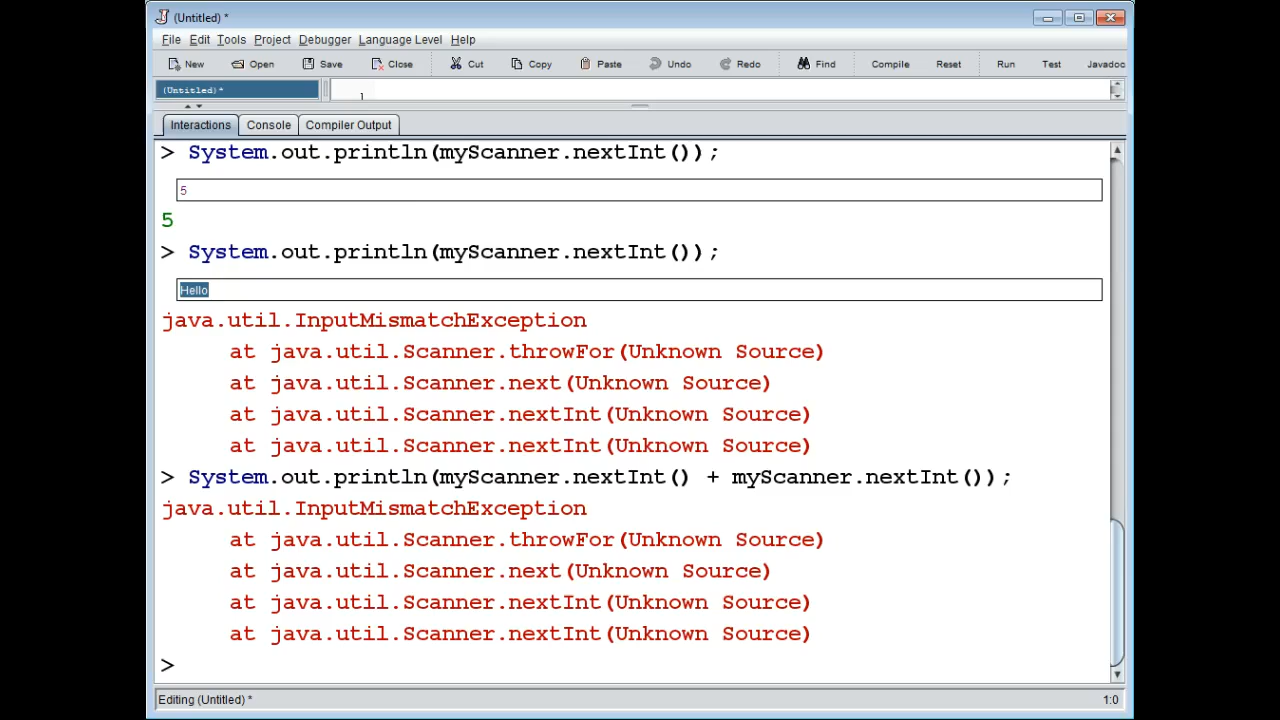 (Untitled) *
File Edit Tools Project Debugger Language Level Help
New Open Save Close Cut Copy Paste Undo Redo Find Compile Reset Run Test Javadoc
(Untitled) * 1
Interactions Console Compiler Output
> System.out.println(myScanner.nextInt());
5
5
> System.out.println(myScanner.nextInt());
Hello
java.util.InputMismatchException
at java.util.Scanner.throwFor(Unknown Source)
at java.util.Scanner.next(Unknown Source)
at java.util.Scanner.nextInt(Unknown Source)
at java.util.Scanner.nextInt(Unknown Source)
> System.out.println(myScanner.nextInt() + myScanner.nextInt());
java.util.InputMismatchException
at java.util.Scanner.throwFor(Unknown Source)
at java.util.Scanner.next(Unknown Source)
at java.util.Scanner.nextInt(Unknown Source)
at java.util.Scanner.nextInt(Unknown Source)
>
Editing (Untitled) * 1:0